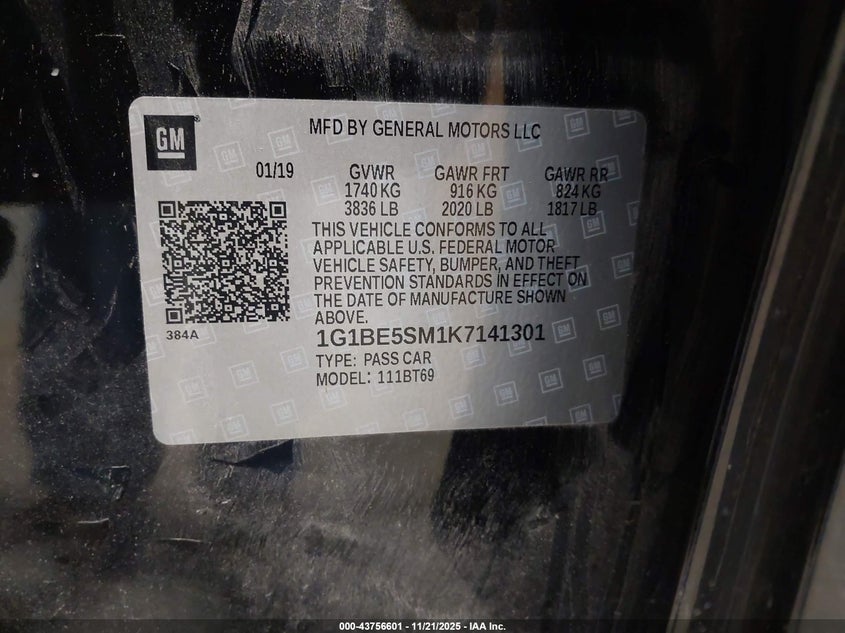 GM
MFD BY GENERAL MOTORS LLC
01/19 GVWR GAWR FRT GAWR RR
1740 KG 916 KG 824 KG
3836 LB 2020 LB 1817 LB
THIS VEHICLE CONFORMS TO ALL
APPLICABLE U.S. FEDERAL MOTOR
VEHICLE SAFETY, BUMPER, AND THEFT
PREVENTION STANDARDS IN EFFECT ON
THE DATE OF MANUFACTURE SHOWN
ABOVE.
384A
1G1BE5SM1K7141301
TYPE: PASS CAR
MODEL: 111BT69
000-43756601 - 11/21/2025 - IAA Inc.